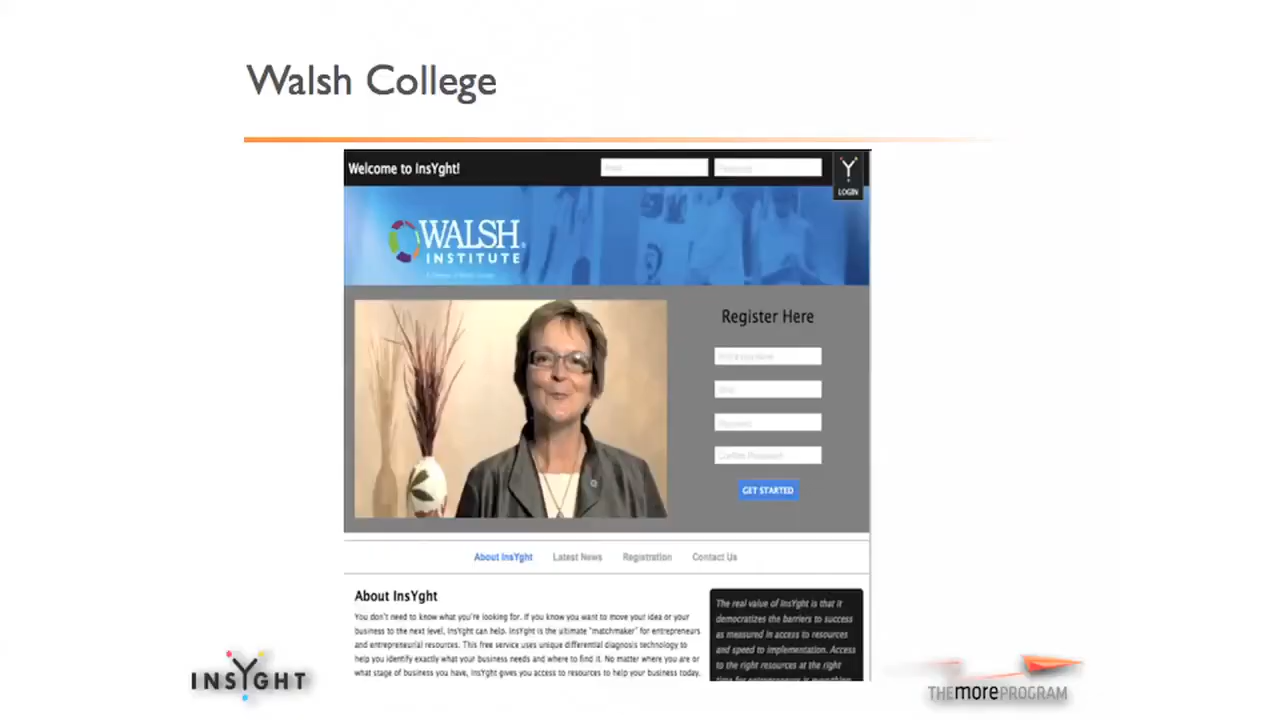 Walsh College
Welcome to InsYght!
LOGIN
WALSH
INSTITUTE
Register Here
GET STARTED
About InsYght
Latest News
Registration
Contact Us
About InsYght
You don't need to know what you're looking for. If you know you want to move your idea or your
business to the next level, InsYght can help. InsYght is the ultimate "matchmaker" for entrepreneurs
and entrepreneurial resources. This free service uses unique differential diagnosis technology to
help you identify exactly what your business needs and where to find it. No matter where you are or
what stage of business you have, InsYght gives you access to resources to help your business today.
The real value of InsYght is that it
democratizes the barriers to success
as measured in access to resources
and speed to implementation. Access
to the right resources at the right
time for entrepreneurs is everything
INSYGHT
THEmorePROGRAM